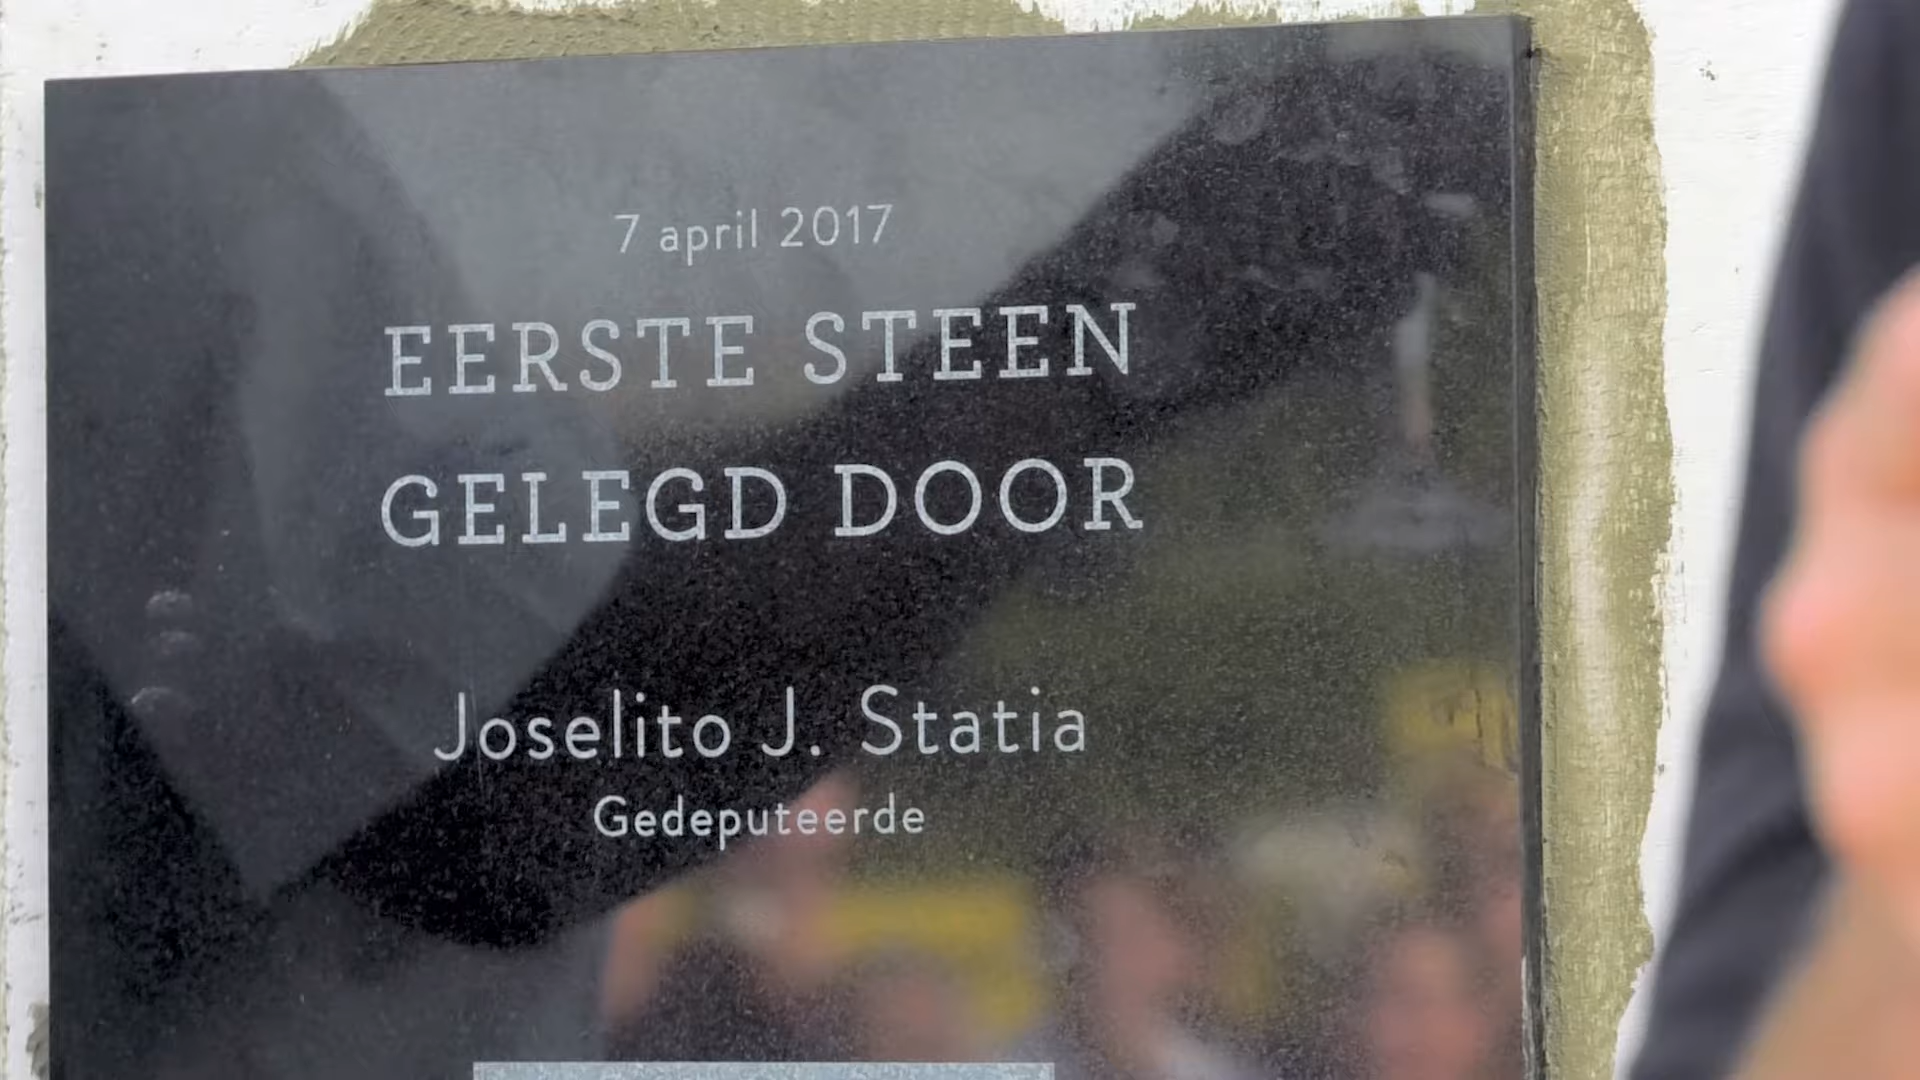 7 april 2017
EERSTE STEEN
GELEGD DOOR
Joselito J. Statia
Gedeputeerde